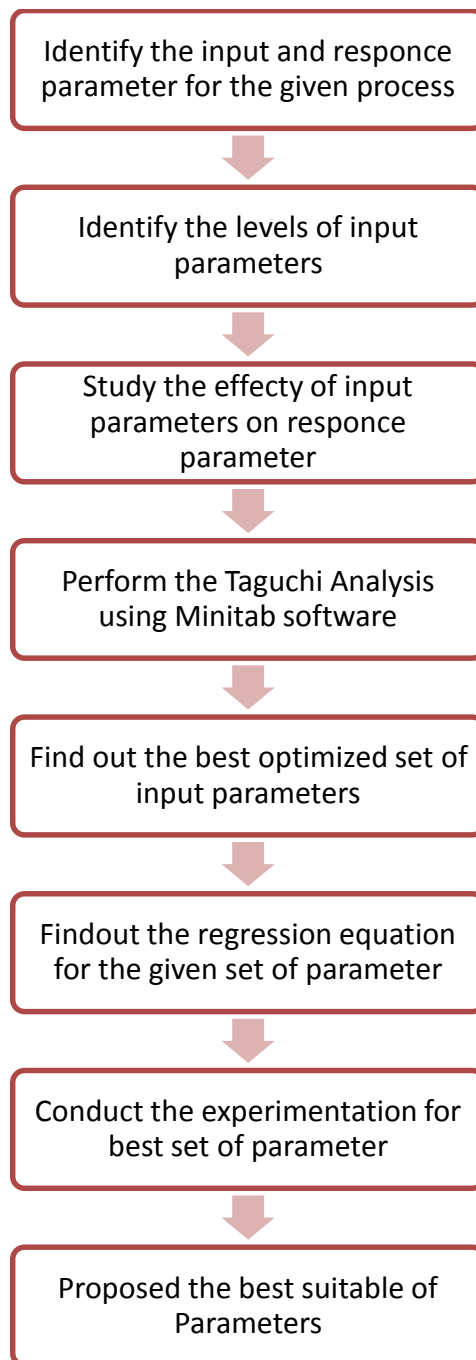 Identify the input and responce
parameter for the given process
Identify the levels of input
parameters
Study the effecty of input
parameters on responce
parameter
Perform the Taguchi Analysis
using Minitab software
Find out the best optimized set of
input parameters
Findout the regression equation
for the given set of parameter
Conduct the experimentation for
best set of parameter
Proposed the best suitable of
Parameters